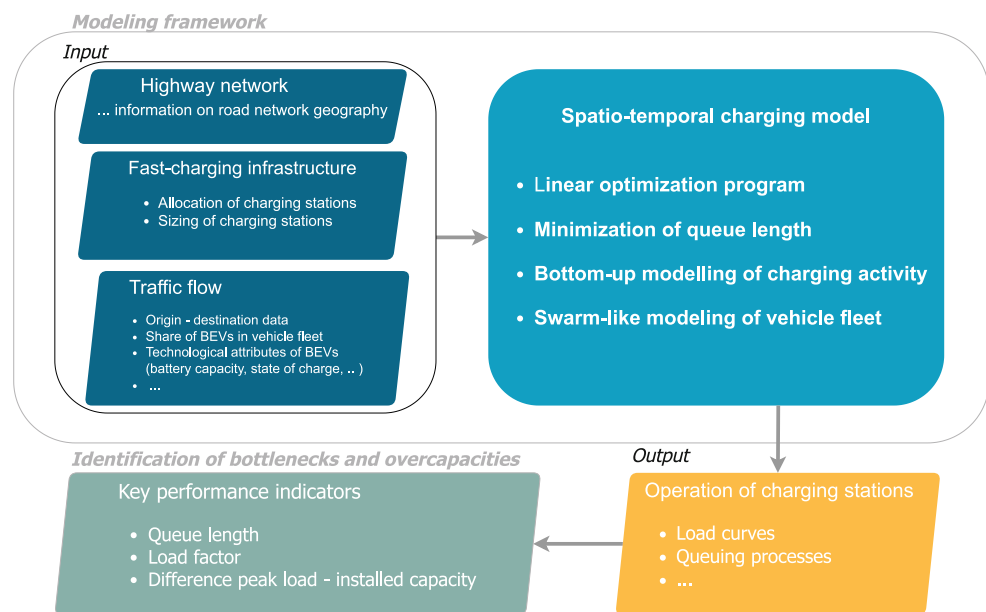 Modeling framework
Input
Highway network
... information on road network geography
Fast-charging infrastructure
• Allocation of charging stations
• Sizing of charging stations
Traffic flow
• Origin - destination data
• Share of BEVs in vehicle fleet
• Technological attributes of BEVs
(battery capacity, state of charge, .. )
• ...
Spatio-temporal charging model
• Linear optimization program
• Minimization of queue length
• Bottom-up modelling of charging activity
• Swarm-like modeling of vehicle fleet
Output
Operation of charging stations
• Load curves
• Queuing processes
• ...
Identification of bottlenecks and overcapacities
Key performance indicators
• Queue length
• Load factor
• Difference peak load - installed capacity